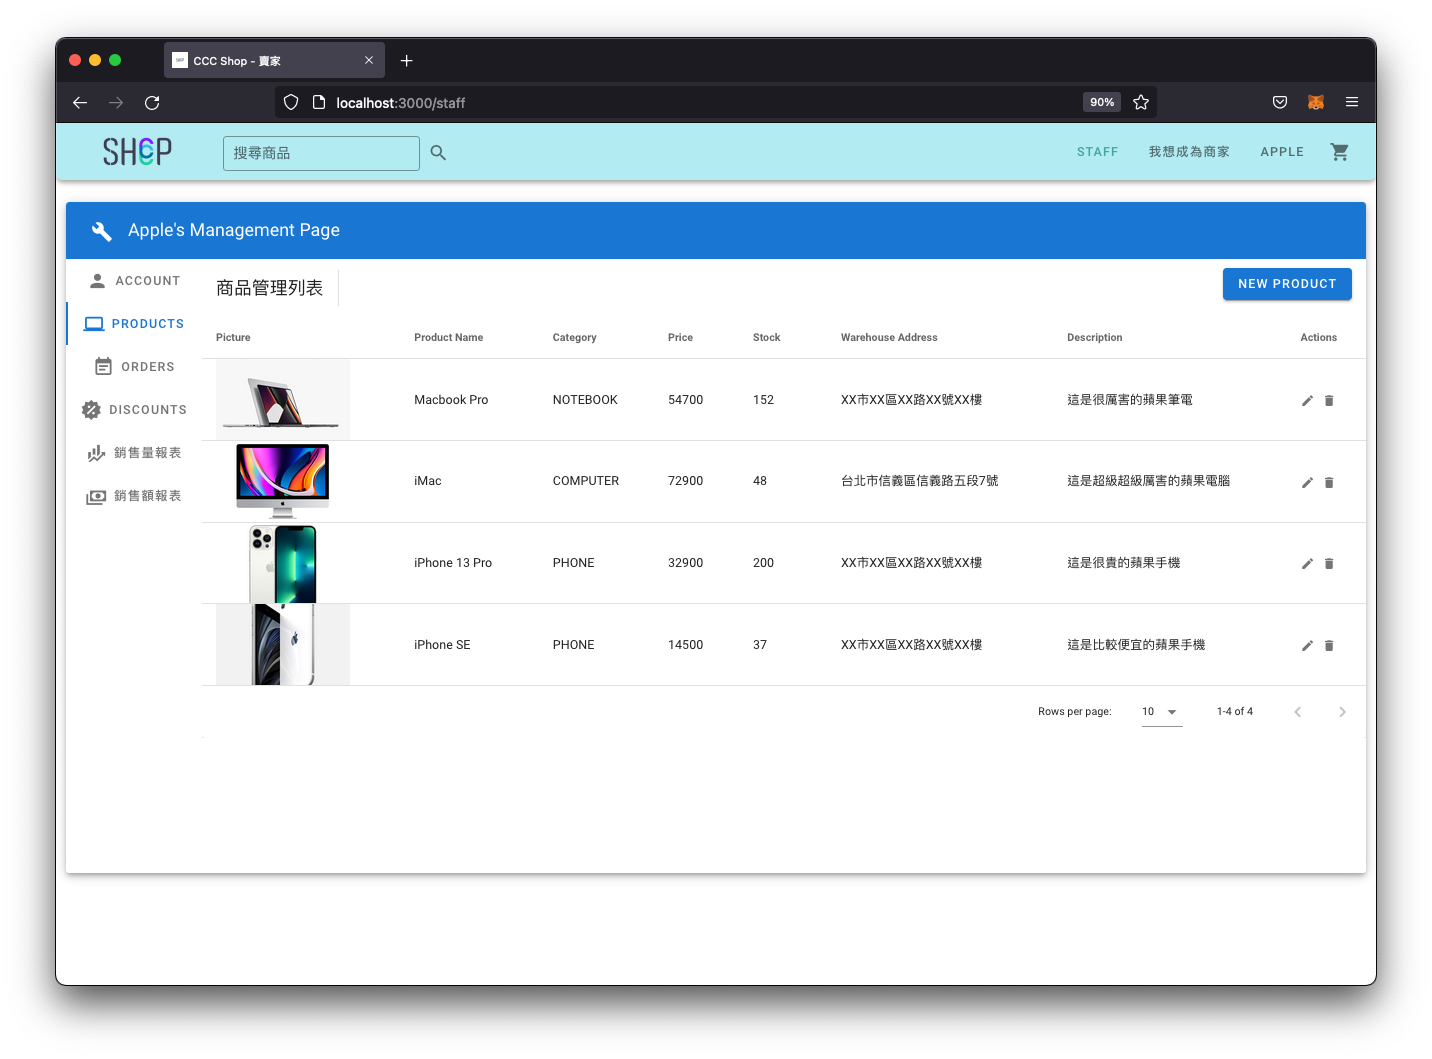 CCC Shop - 賣家
localhost:3000/staff
90%
SHCP
搜尋商品
STAFF
我想成為商家
APPLE
Apple's Management Page
ACCOUNT
PRODUCTS
ORDERS
DISCOUNTS
銷售量報表
銷售額報表
商品管理列表
NEW PRODUCT
Picture Product Name Category Price Stock Warehouse Address Description Actions
Macbook Pro NOTEBOOK 54700 152 XX市XX區XX路XX號XX樓 這是很厲害的蘋果筆電
iMac COMPUTER 72900 48 台北市信義區信義路五段7號 這是超級超級厲害的蘋果電腦
iPhone 13 Pro PHONE 32900 200 XX市XX區XX路XX號XX樓 這是很貴的蘋果手機
iPhone SE PHONE 14500 37 XX市XX區XX路XX號XX樓 這是比較便宜的蘋果手機
Rows per page: 10 1-4 of 4